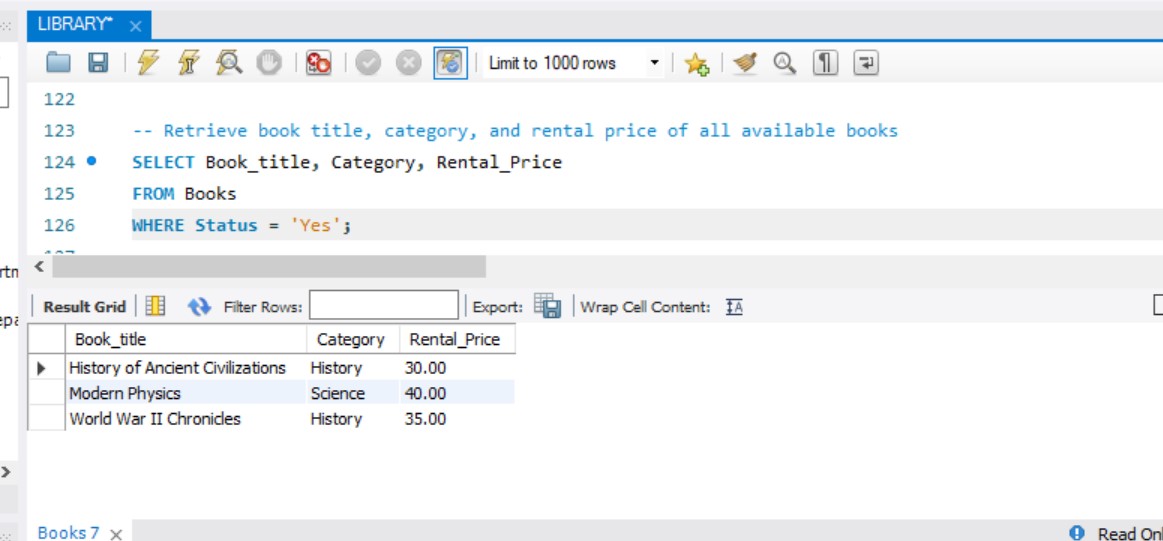 LIBRARY*
Limit to 1000 rows
122
123 -- Retrieve book title, category, and rental price of all available books
124 SELECT Book_title, Category, Rental_Price
125 FROM Books
126 WHERE Status = 'Yes';
Result Grid Filter Rows: Export: Wrap Cell Content:
Book_title Category Rental_Price
History of Ancient Civilizations History 30.00
Modern Physics Science 40.00
World War II Chronicles History 35.00
Books 7 Read Onl